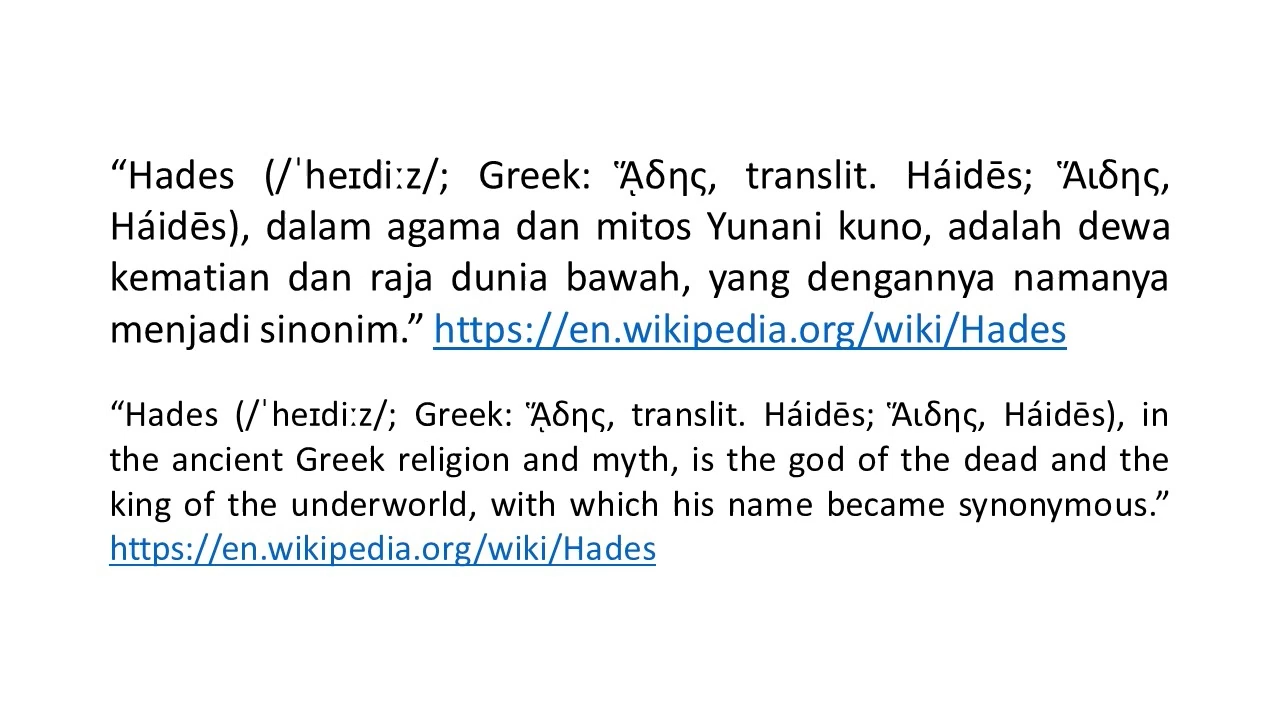 “Hades (/ˈheɪdiːz/; Greek: ᾍδης, translit. Háidēs; Ἅιδης,
Háidēs), dalam agama dan mitos Yunani kuno, adalah dewa
kematian dan raja dunia bawah, yang dengannya namanya
menjadi sinonim.” https://en.wikipedia.org/wiki/Hades
“Hades (/ˈheɪdiːz/; Greek: ᾍδης, translit. Háidēs; Ἅιδης, Háidēs), in
the ancient Greek religion and myth, is the god of the dead and the
king of the underworld, with which his name became synonymous.”
https://en.wikipedia.org/wiki/Hades